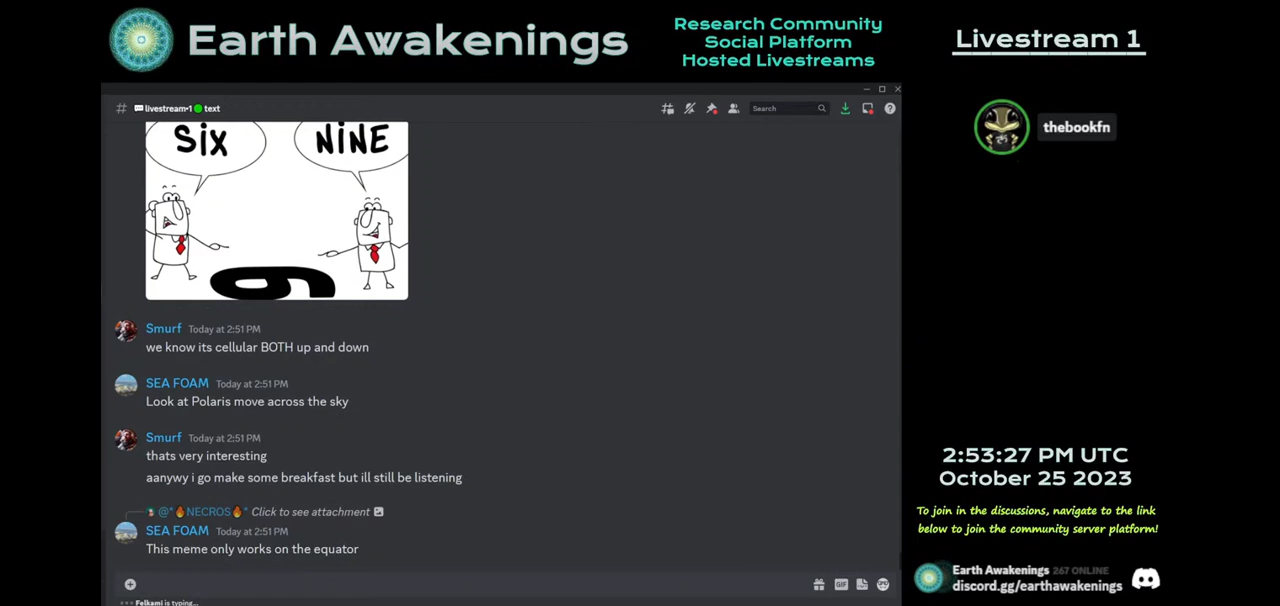 Earth Awakenings
Research Community
Social Platform
Hosted Livestreams
Livestream 1
# livestream•1 text
Search
thebookfn
SIX
NINE
Smurf Today at 2:51 PM
we know its cellular BOTH up and down
SEA FOAM Today at 2:51 PM
Look at Polaris move across the sky
Smurf Today at 2:51 PM
thats very interesting
aanywy i go make some breakfast but ill still be listening
@*🔥NECROS🔥* Click to see attachment
SEA FOAM Today at 2:51 PM
This meme only works on the equator
GIF
Felkami is typing...
2:53:27 PM UTC
October 25 2023
To join in the discussions, navigate to the link
below to join the community server platform!
Earth Awakenings 267 ONLINE
discord.gg/earthawakenings